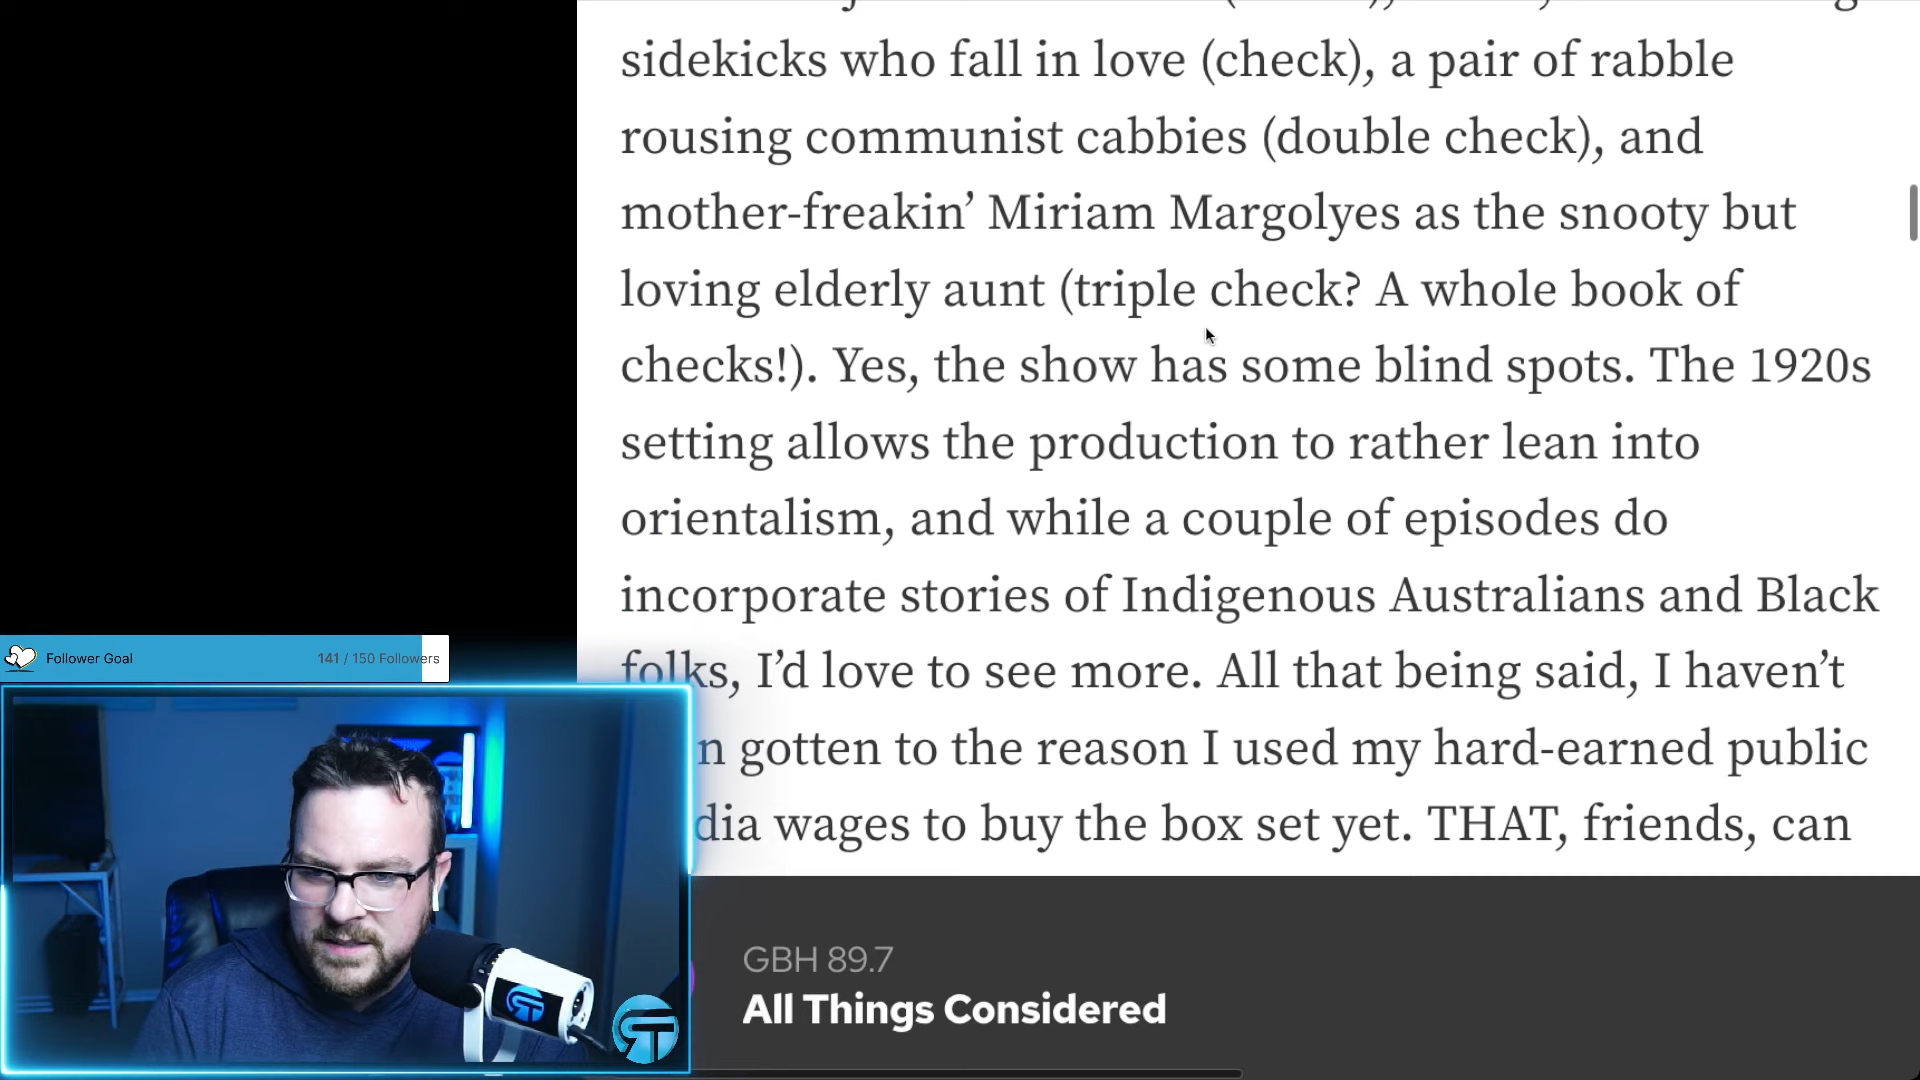 sidekicks who fall in love (check), a pair of rabble
rousing communist cabbies (double check), and
mother-freakin’ Miriam Margolyes as the snooty but
loving elderly aunt (triple check? A whole book of
checks!). Yes, the show has some blind spots. The 1920s
setting allows the production to rather lean into
orientalism, and while a couple of episodes do
incorporate stories of Indigenous Australians and Black
folks, I’d love to see more. All that being said, I haven’t
gotten to the reason I used my hard-earned public
wages to buy the box set yet. THAT, friends, can
Follower Goal
141 / 150 Followers
GBH 89.7
All Things Considered